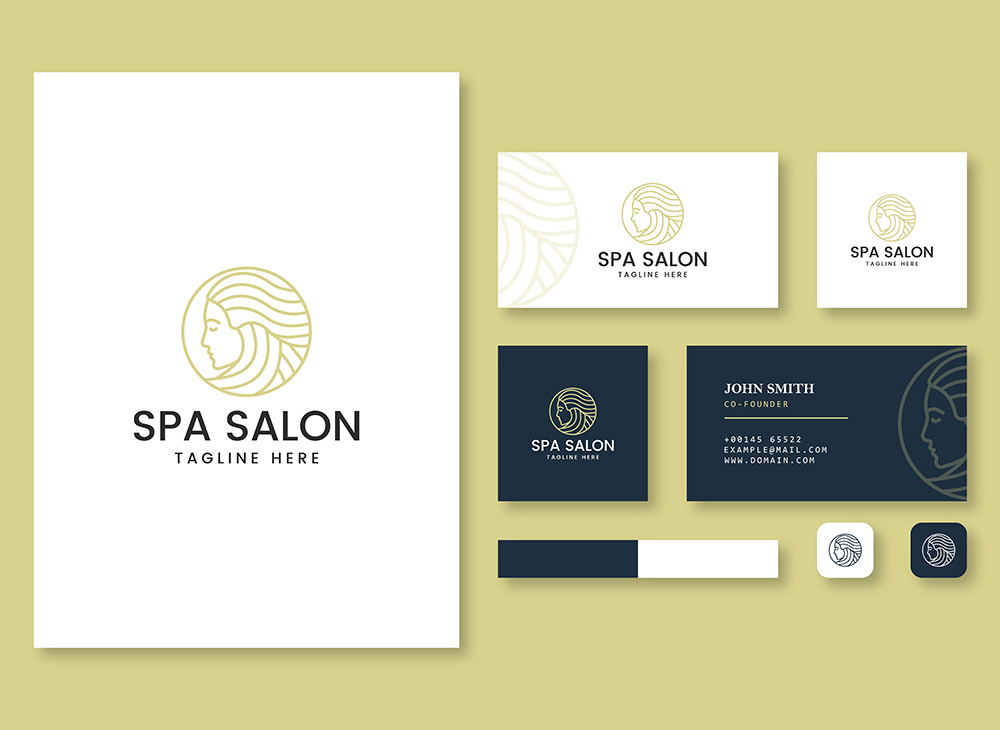 SPA SALON
TAGLINE HERE
SPA SALON
TAGLINE HERE
SPA SALON
TAGLINE HERE
SPA SALON
TAGLINE HERE
JOHN SMITH
CO-FOUNDER
+00145 65522
EXAMPLE@MAIL.COM
WWW.DOMAIN.COM